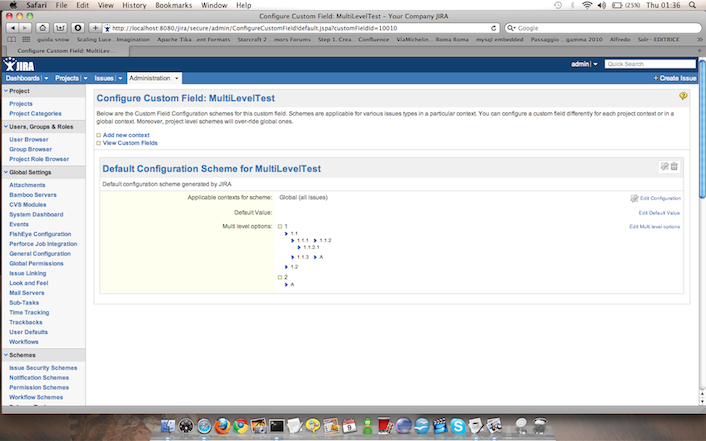 Safari File Edit View History Bookmarks Window Help (25%) Thu 01:36
Configure Custom Field: MultiLevelTest – Your Company JIRA
http://localhost:8080/jira/secure/admin/ConfigureCustomField!default.jspa?customFieldId=10010
Google
guida snow Scaling Luce... Imagination Apache Tika ...ent Formats Starcraft 2 ...mors Forums Step 1. Crea... Confluence ViaMichelin... Roma Roma mysql embedded Passaggio ... gamma 2010 Alfredo Solr - EDITRICE
Configure Custom Field: MultiLev...
JIRA
admin
Quick Search
Dashboards Projects Issues Administration
+ Create Issue
Project
Projects
Project Categories
Users, Groups & Roles
User Browser
Group Browser
Project Role Browser
Global Settings
Attachments
Bamboo Servers
CVS Modules
System Dashboard
Events
FishEye Configuration
Perforce Job Integration
General Configuration
Global Permissions
Issue Linking
Look and Feel
Mail Servers
Sub-Tasks
Time Tracking
Trackbacks
User Defaults
Workflows
Schemes
Issue Security Schemes
Notification Schemes
Permission Schemes
Workflow Schemes
Configure Custom Field: MultiLevelTest
Below are the Custom Field Configuration schemes for this custom field. Schemes are applicable for various issues types in a particular context. You can configure a custom field differently for each project context or in a
global context. Moreover, project level schemes will over-ride global ones.
Add new context
View Custom Fields
Default Configuration Scheme for MultiLevelTest
Default configuration scheme generated by JIRA
Applicable contexts for scheme: Global (all issues) Edit Configuration
Default Value: Edit Default Value
Multi level options: 1 Edit Multi level options
1.1
1.1.1 1.1.2
1.1.2.1
1.1.3 A
1.2
2
A